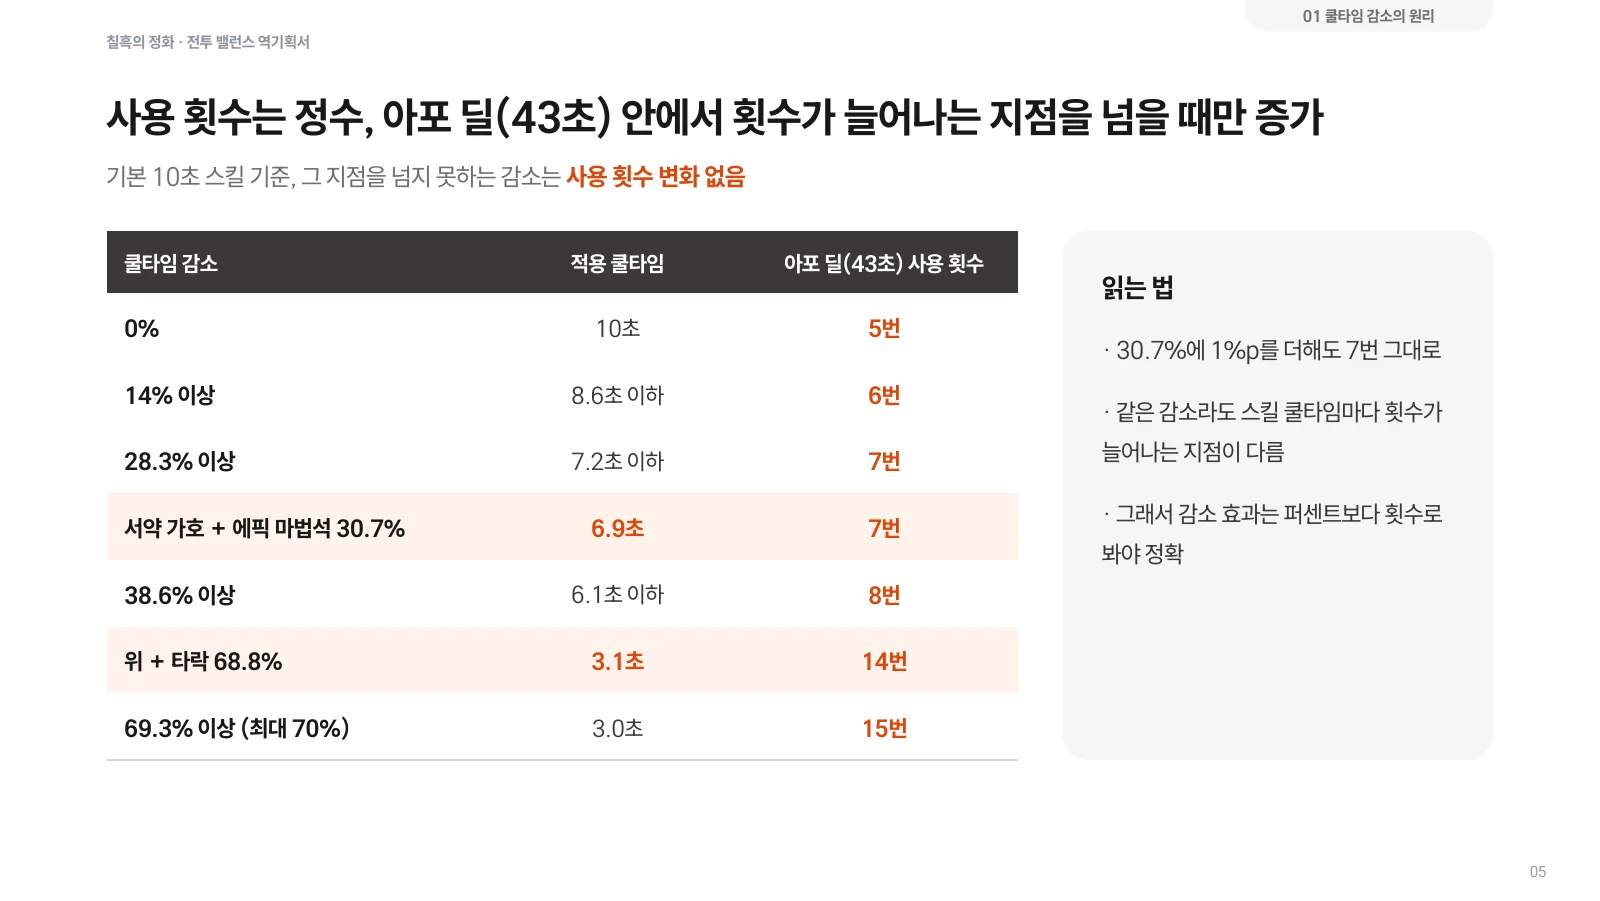 01 쿨타임 감소의 원리
칠흑의 정화 · 전투 밸런스 역기획서
사용 횟수는 정수, 아포 딜(43초) 안에서 횟수가 늘어나는 지점을 넘을 때만 증가
기본 10초 스킬 기준, 그 지점을 넘지 못하는 감소는 사용 횟수 변화 없음
쿨타임 감소 적용 쿨타임 아포 딜(43초) 사용 횟수
0% 10초 5번
14% 이상 8.6초 이하 6번
28.3% 이상 7.2초 이하 7번
서약 가호 + 에픽 마법석 30.7% 6.9초 7번
38.6% 이상 6.1초 이하 8번
위 + 타락 68.8% 3.1초 14번
69.3% 이상 (최대 70%) 3.0초 15번
읽는 법
· 30.7%에 1%p를 더해도 7번 그대로
· 같은 감소라도 스킬 쿨타임마다 횟수가
늘어나는 지점이 다름
· 그래서 감소 효과는 퍼센트보다 횟수로
봐야 정확
05